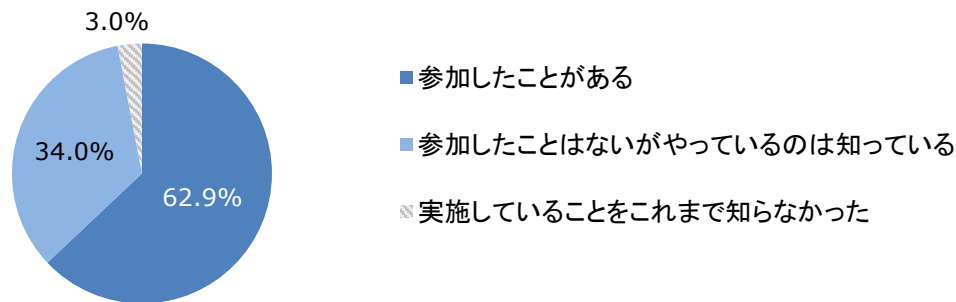 3.0%
34.0%
62.9%
参加したことがある
参加したことはないがやっているのは知っている
実施していることをこれまで知らなかった